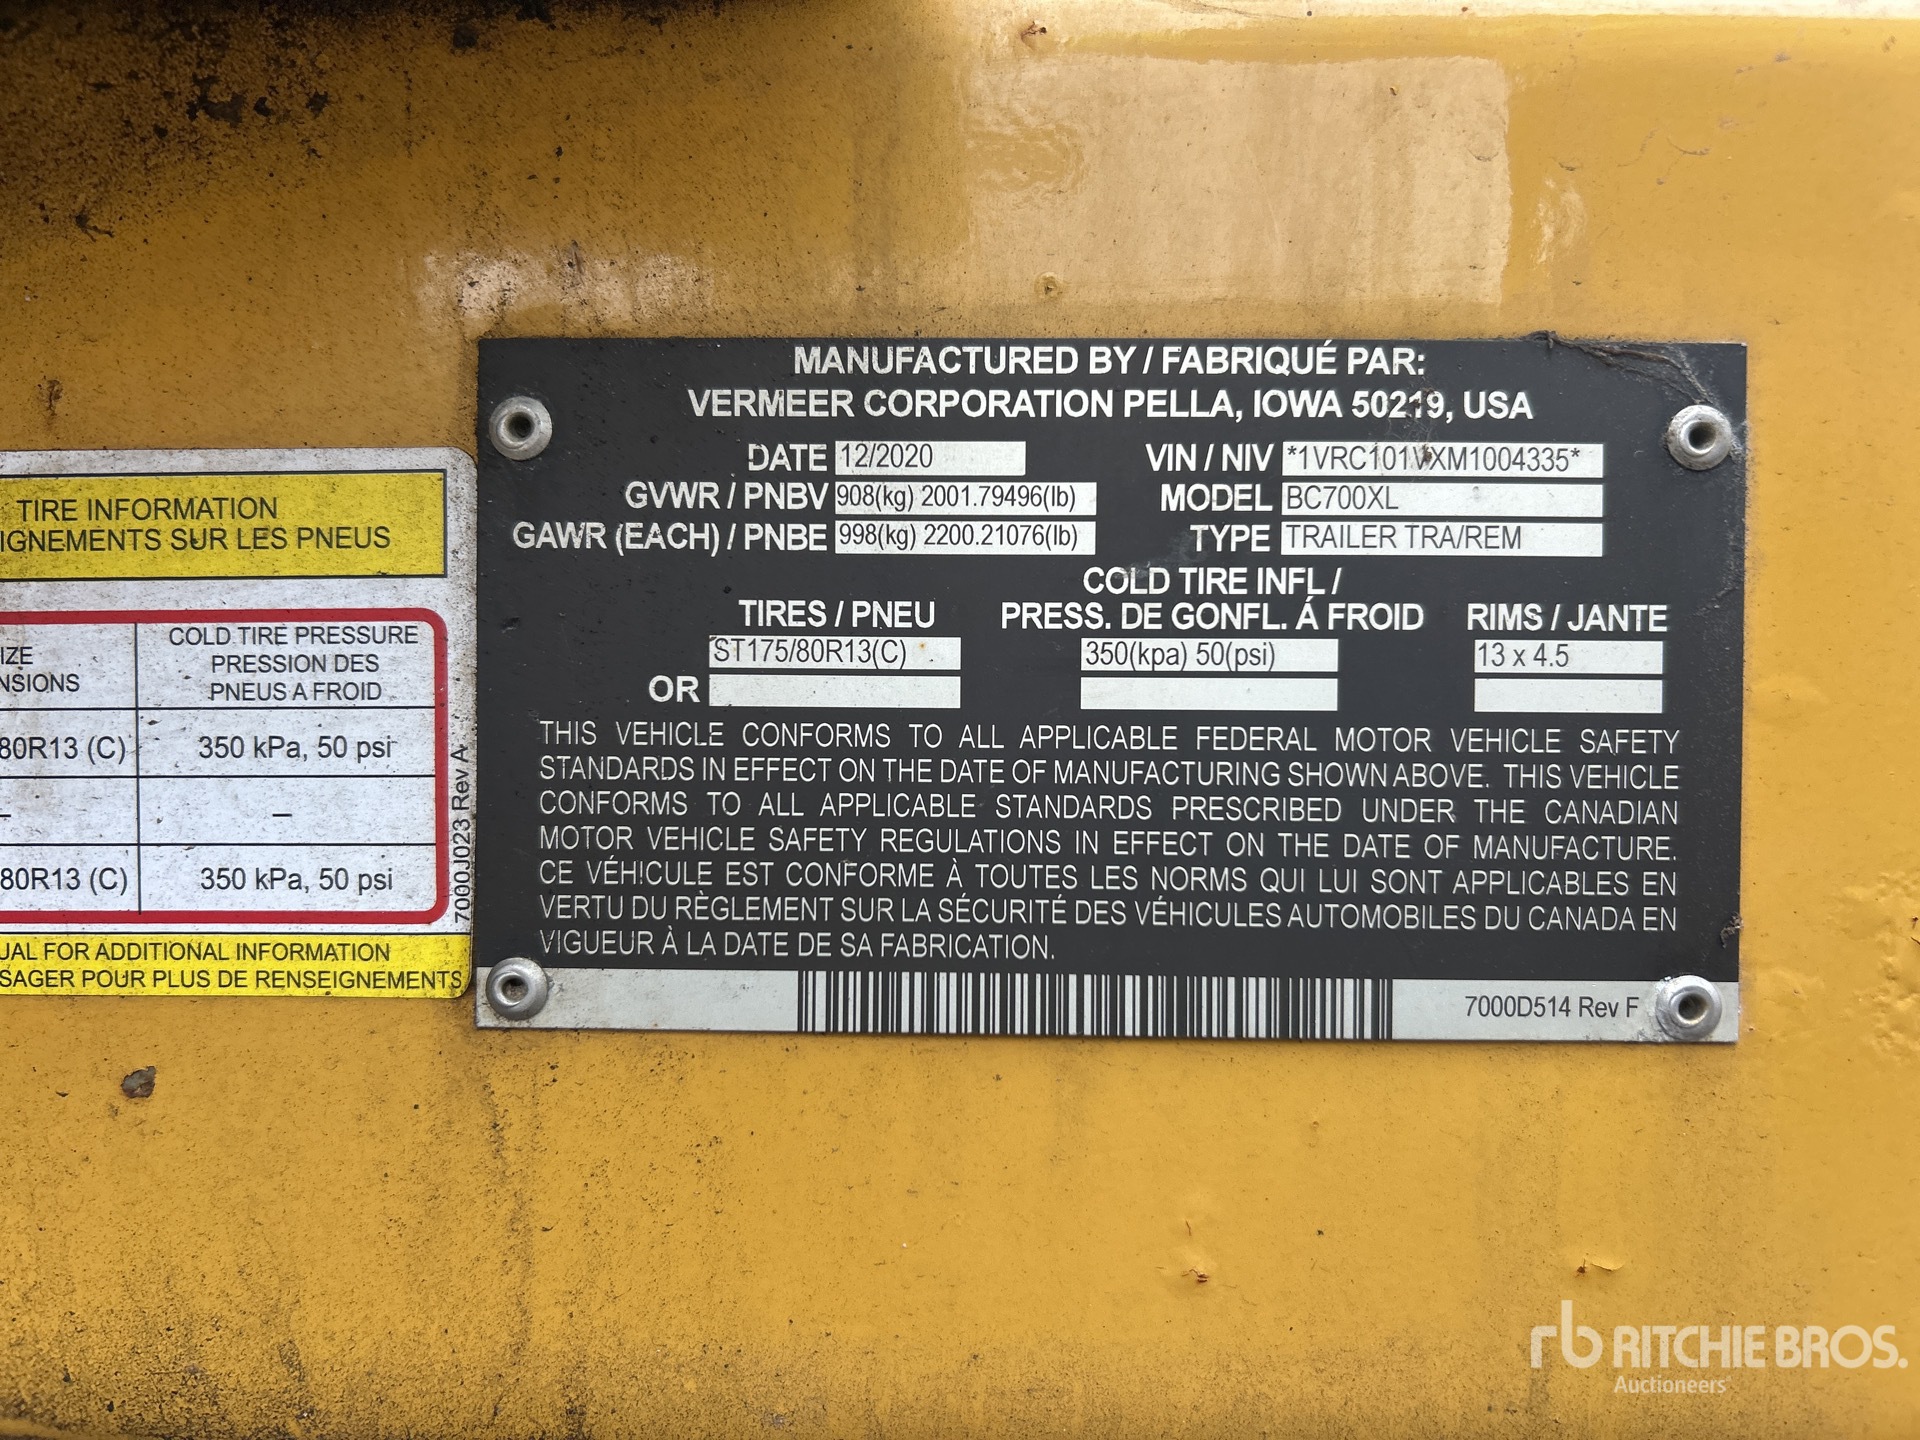 MANUFACTURED BY / FABRIQUÉ PAR:
VERMEER CORPORATION PELLA, IOWA 50219, USA
DATE 12/2020 VIN / NIV *1VRC101VXM1004335*
GVWR / PNBV 908(kg) 2001.79496(lb) MODEL BC700XL
GAWR (EACH) / PNBE 998(kg) 2200.21076(lb) TYPE TRAILER TRA/REM
COLD TIRE INFL /
TIRES / PNEU PRESS. DE GONFL. Á FROID RIMS / JANTE
ST175/80R13(C) 350(kpa) 50(psi) 13 x 4.5
OR
THIS VEHICLE CONFORMS TO ALL APPLICABLE FEDERAL MOTOR VEHICLE SAFETY
STANDARDS IN EFFECT ON THE DATE OF MANUFACTURING SHOWN ABOVE. THIS VEHICLE
CONFORMS TO ALL APPLICABLE STANDARDS PRESCRIBED UNDER THE CANADIAN
MOTOR VEHICLE SAFETY REGULATIONS IN EFFECT ON THE DATE OF MANUFACTURE.
CE VÉHICULE EST CONFORME À TOUTES LES NORMS QUI LUI SONT APPLICABLES EN
VERTU DU RÈGLEMENT SUR LA SÉCURITÉ DES VÉHICULES AUTOMOBILES DU CANADA EN
VIGUEUR À LA DATE DE SA FABRICATION.
7000D514 Rev F
TIRE INFORMATION
IGNEMENTS SUR LES PNEUS
IZE COLD TIRE PRESSURE
NSIONS PRESSION DES
PNEUS A FROID
80R13 (C) 350 kPa, 50 psi
– –
80R13 (C) 350 kPa, 50 psi
7000J023 Rev A
UAL FOR ADDITIONAL INFORMATION
SAGER POUR PLUS DE RENSEIGNEMENTS
rb RITCHIE BROS.
Auctioneers